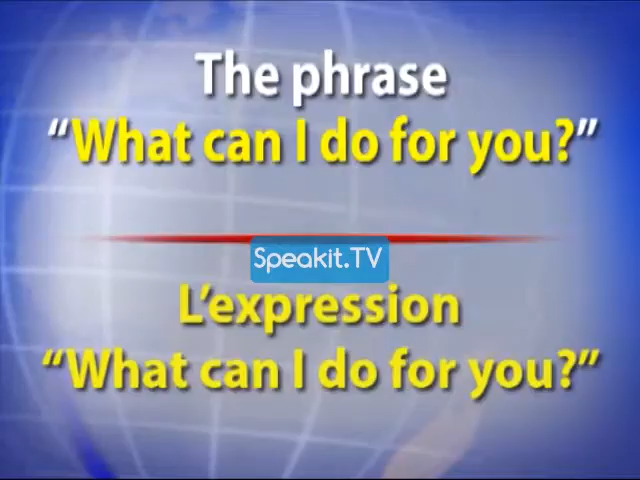 The phrase
“What can I do for you?”
Speakit.TV
L’expression
“What can I do for you?”